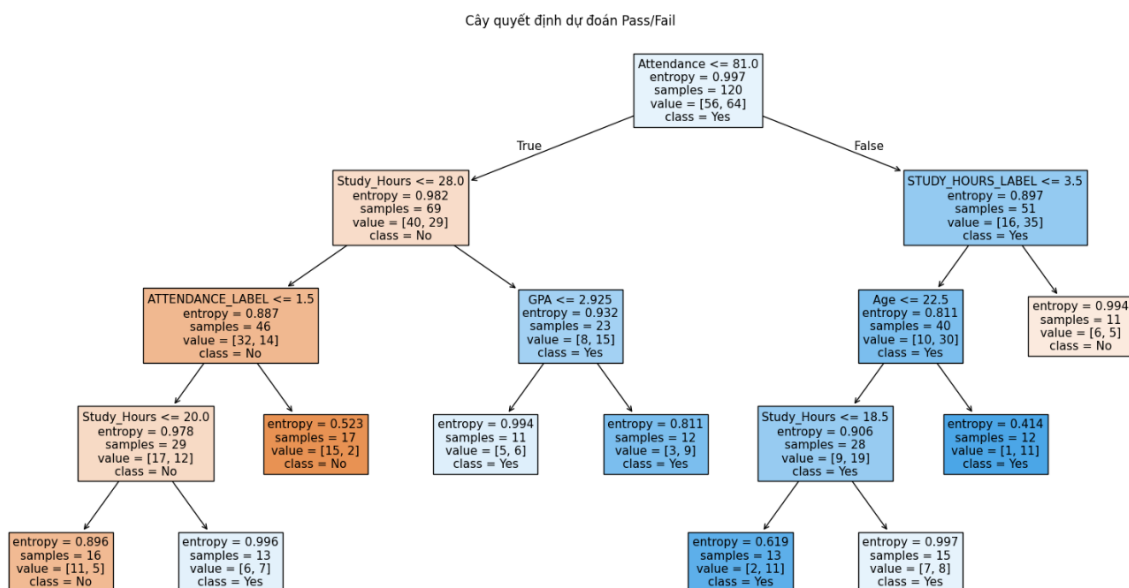 Cây quyết định dự đoán Pass/Fail
Attendance <= 81.0
entropy = 0.997
samples = 120
value = [56, 64]
class = Yes
True
False
Study_Hours <= 28.0
entropy = 0.982
samples = 69
value = [40, 29]
class = No
STUDY_HOURS_LABEL <= 3.5
entropy = 0.897
samples = 51
value = [16, 35]
class = Yes
ATTENDANCE_LABEL <= 1.5
entropy = 0.887
samples = 46
value = [32, 14]
class = No
GPA <= 2.925
entropy = 0.932
samples = 23
value = [8, 15]
class = Yes
Age <= 22.5
entropy = 0.811
samples = 40
value = [10, 30]
class = Yes
entropy = 0.994
samples = 11
value = [6, 5]
class = No
Study_Hours <= 20.0
entropy = 0.978
samples = 29
value = [17, 12]
class = No
entropy = 0.523
samples = 17
value = [15, 2]
class = No
entropy = 0.994
samples = 11
value = [5, 6]
class = Yes
entropy = 0.811
samples = 12
value = [3, 9]
class = Yes
Study_Hours <= 18.5
entropy = 0.906
samples = 28
value = [9, 19]
class = Yes
entropy = 0.414
samples = 12
value = [1, 11]
class = Yes
entropy = 0.896
samples = 16
value = [11, 5]
class = No
entropy = 0.996
samples = 13
value = [6, 7]
class = Yes
entropy = 0.619
samples = 13
value = [2, 11]
class = Yes
entropy = 0.997
samples = 15
value = [7, 8]
class = Yes